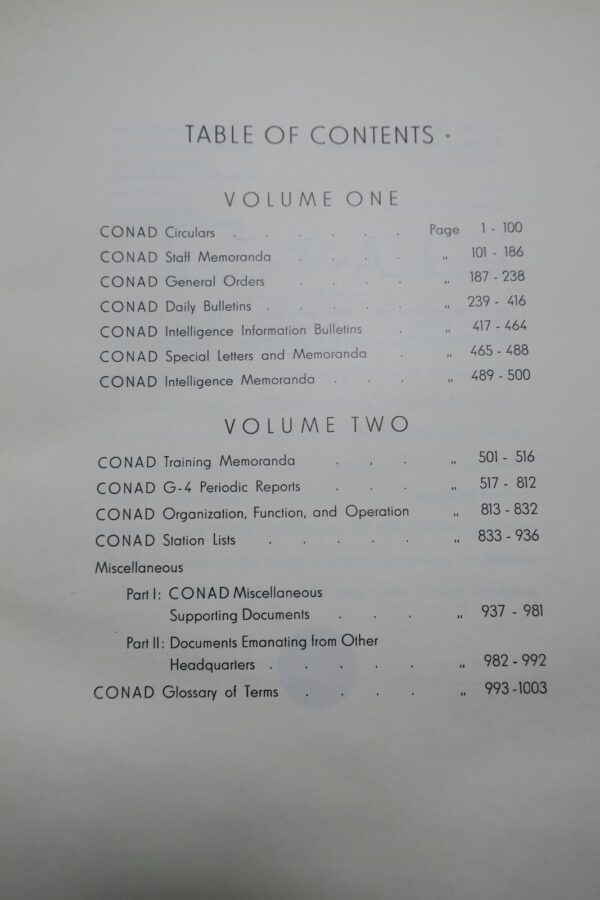 TABLE OF CONTENTS
VOLUME ONE
CONAD Circulars . . . . . . Page 1 - 100
CONAD Staff Memoranda . . . . „ 101 - 186
CONAD General Orders . . . . „ 187 - 238
CONAD Daily Bulletins . . . . . „ 239 - 416
CONAD Intelligence Information Bulletins . „ 417 - 464
CONAD Special Letters and Memoranda . „ 465 - 488
CONAD Intelligence Memoranda . . . „ 489 - 500
VOLUME TWO
CONAD Training Memoranda . . . „ 501 - 516
CONAD G-4 Periodic Reports . . . „ 517 - 812
CONAD Organization, Function, and Operation „ 813 - 832
CONAD Station Lists . . . . . „ 833 - 936
Miscellaneous
Part I: CONAD Miscellaneous
Supporting Documents . . . „ 937 - 981
Part II: Documents Emanating from Other
Headquarters . . . . . „ 982 - 992
CONAD Glossary of Terms . . . . „ 993 -1003